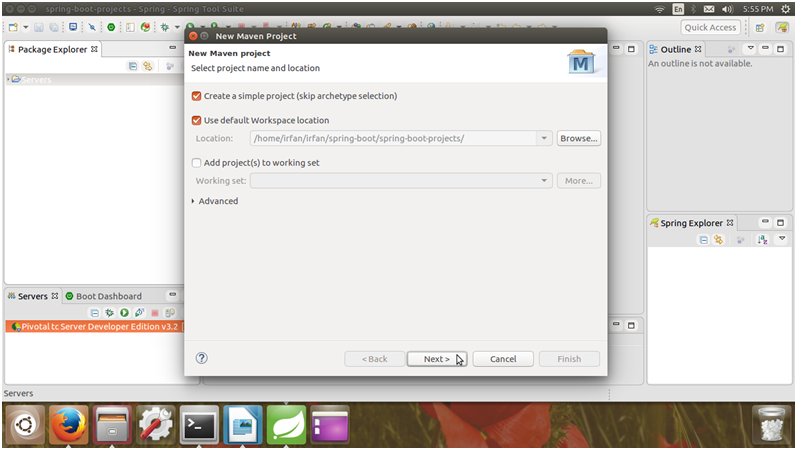 spring-boot-projects - Spring - Spring Tool Suite
En
5:55 PM
Quick Access
Package Explorer
Servers
New Maven Project
New Maven project
Select project name and location
M
Create a simple project (skip archetype selection)
Use default Workspace location
Location: /home/irfan/irfan/spring-boot/spring-boot-projects/ Browse...
Add project(s) to working set
Working set: More...
Advanced
? < Back Next > Cancel Finish
Outline
An outline is not available.
Spring Explorer
Servers Boot Dashboard
Pivotal tc Server Developer Edition v3.2
Servers